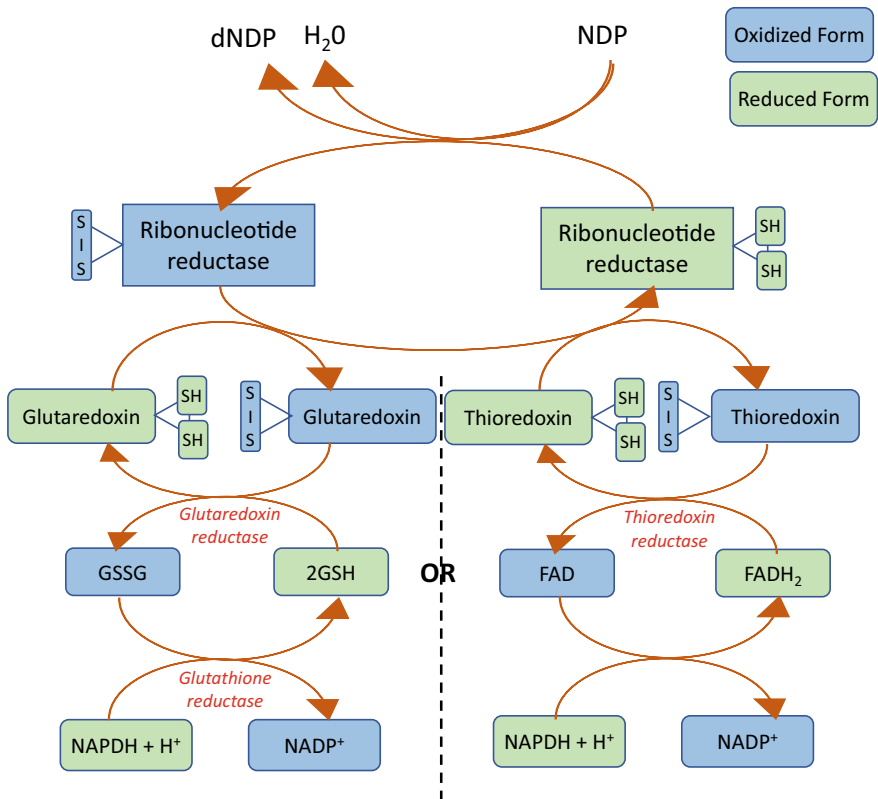 dNDP H₂0 NDP
Oxidized Form
Reduced Form
S
I
S
Ribonucleotide
reductase
Ribonucleotide
reductase
SH
SH
Glutaredoxin
SH
SH
S
I
S
Glutaredoxin
Thioredoxin
SH
SH
S
I
S
Thioredoxin
Glutaredoxin
reductase
Thioredoxin
reductase
GSSG
2GSH
OR
FAD
FADH₂
Glutathione
reductase
NAPDH + H⁺
NADP⁺
NAPDH + H⁺
NADP⁺